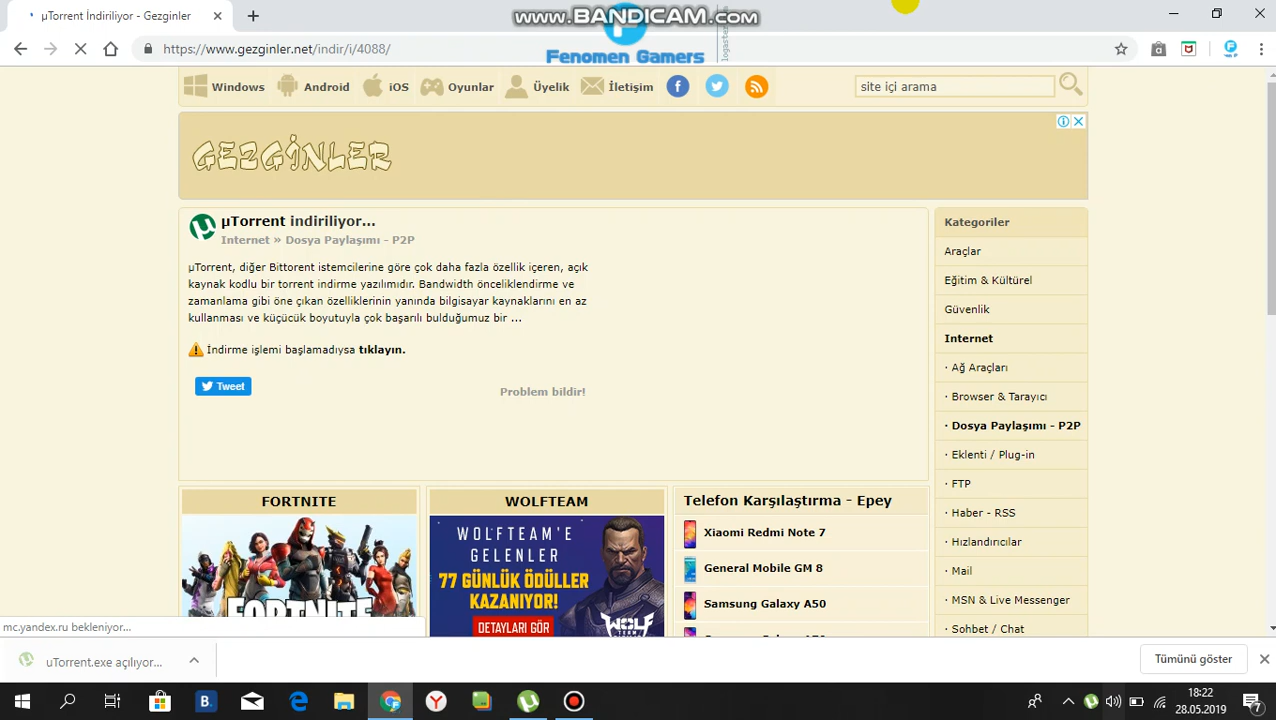 µTorrent İndiriliyor - Gezginler
www.BANDICAM.com
https://www.gezginler.net/indir/i/4088/
Fenomen Gamers
Windows
Android
iOS
Oyunlar
Üyelik
İletişim
site içi arama
GEZGİNLER
µTorrent indiriliyor...
Internet » Dosya Paylaşımı - P2P
µTorrent, diğer Bittorent istemcilerine göre çok daha fazla özellik içeren, açık
kaynak kodlu bir torrent indirme yazılımıdır. Bandwidth önceliklendirme ve
zamanlama gibi öne çıkan özelliklerinin yanında bilgisayar kaynaklarını en az
kullanması ve küçücük boyutuyla çok başarılı bulduğumuz bir ...
İndirme işlemi başlamadıysa tıklayın.
Tweet
Problem bildir!
Kategoriler
Araçlar
Eğitim & Kültürel
Güvenlik
Internet
· Ağ Araçları
· Browser & Tarayıcı
· Dosya Paylaşımı - P2P
· Eklenti / Plug-in
· FTP
· Haber - RSS
· Hızlandırıcılar
· Mail
· MSN & Live Messenger
· Sohbet / Chat
FORTNITE
FORTNITE
WOLFTEAM
WOLFTEAM'E
GELENLER
77 GÜNLÜK ÖDÜLLER
KAZANIYOR!
DETAYLARI GÖR
WOLF
TEAM
Telefon Karşılaştırma - Epey
Xiaomi Redmi Note 7
General Mobile GM 8
Samsung Galaxy A50
mc.yandex.ru bekleniyor...
uTorrent.exe açılıyor...
Tümünü göster
18:22
28.05.2019